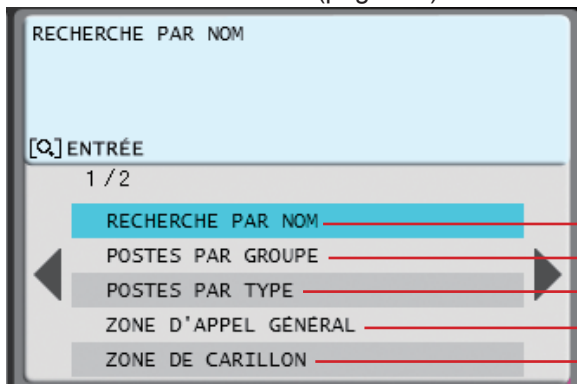 RECHERCHE PAR NOM
[🔍] ENTRÉE
1/2
RECHERCHE PAR NOM
POSTES PAR GROUPE
POSTES PAR TYPE
ZONE D'APPEL GÉNÉRAL
ZONE DE CARILLON